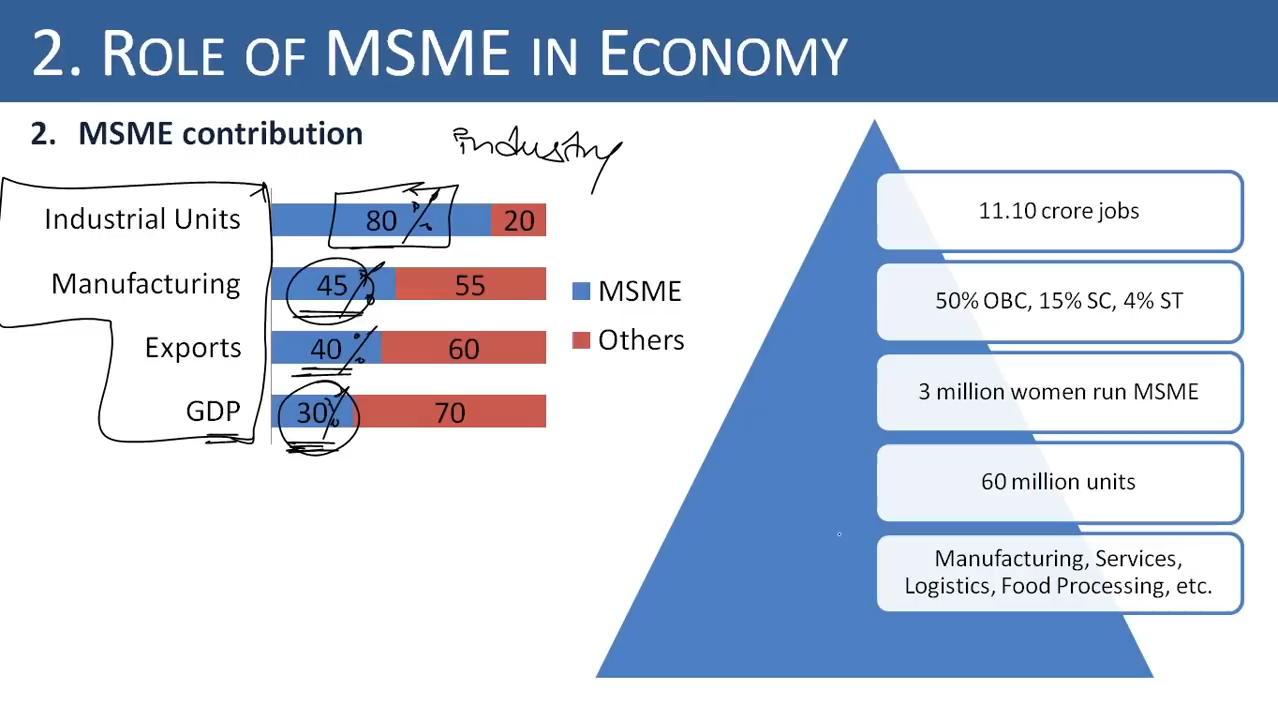 2. ROLE OF MSME IN ECONOMY
2. MSME contribution
industry
Industrial Units 80% 20
Manufacturing 45% 55
Exports 40% 60
GDP 30% 70
MSME
Others
11.10 crore jobs
50% OBC, 15% SC, 4% ST
3 million women run MSME
60 million units
Manufacturing, Services,
Logistics, Food Processing, etc.